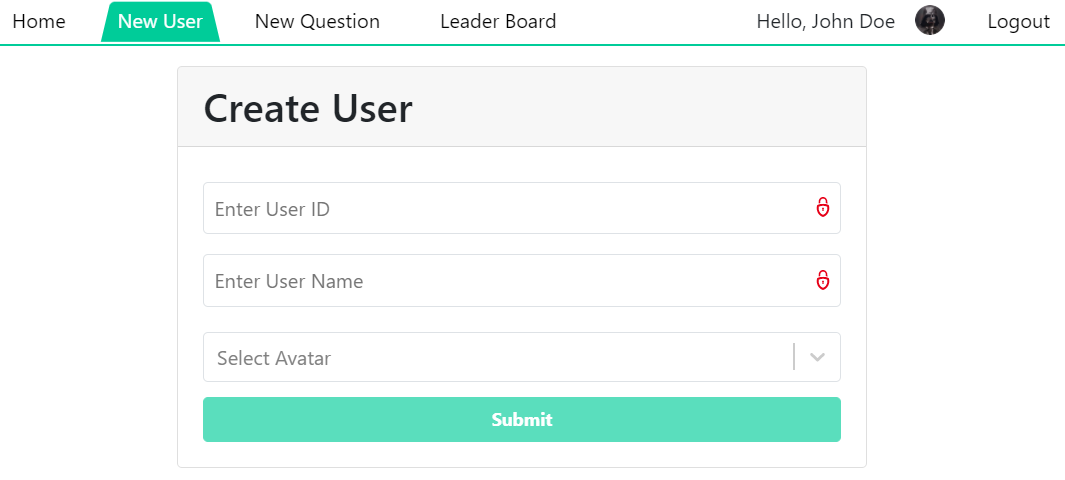 Home New User New Question Leader Board Hello, John Doe Logout
Create User
Enter User ID
Enter User Name
Select Avatar
Submit